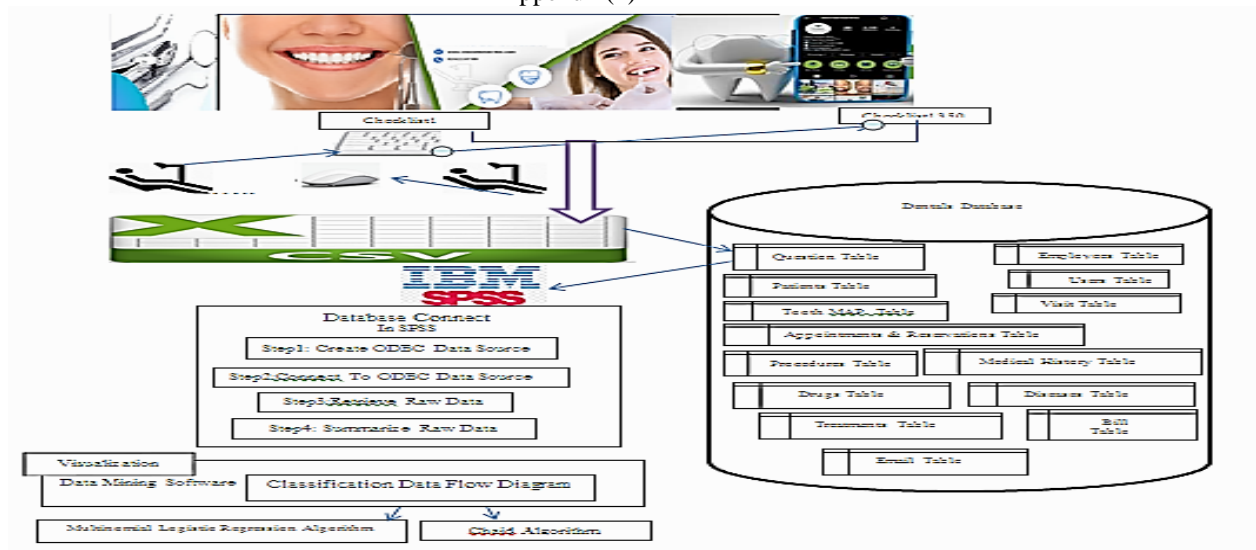 Checklist1
Checklist1 350
CSV
IBM
SPSS
Database Connect
In SPSS
Step1: Create ODBC Data Source
Step2:Connect To ODBC Data Source
Step3:Retrieve Raw Data
Step4: Summarize Raw Data
Visualization
Data Mining Software
Classification Data Flow Diagram
Multinomial Logistic Regression Algorithm
Chaid Algorithm
Dentals Database
Question Table
Employees Table
Patients Table
Users Table
Teeth MAP Table
Visit Table
Appointments & Reservations Table
Procedures Table
Medical History Table
Drugs Table
Diseases Table
Treatments Table
Bill
Table
Email Table